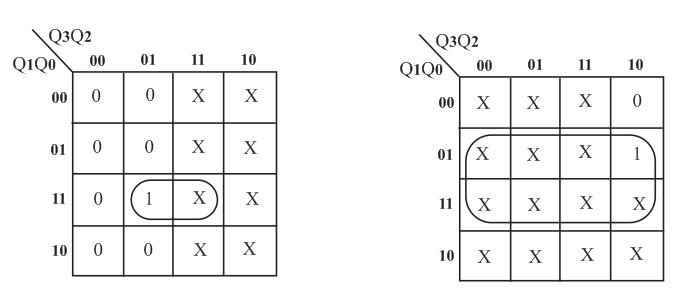 Q3Q2
Q1Q0
00 01 11 10
00 0 0 X X
01 0 0 X X
11 0 1 X X
10 0 0 X X
Q3Q2
Q1Q0
00 01 11 10
00 X X X 0
01 X X X 1
11 X X X X
10 X X X X